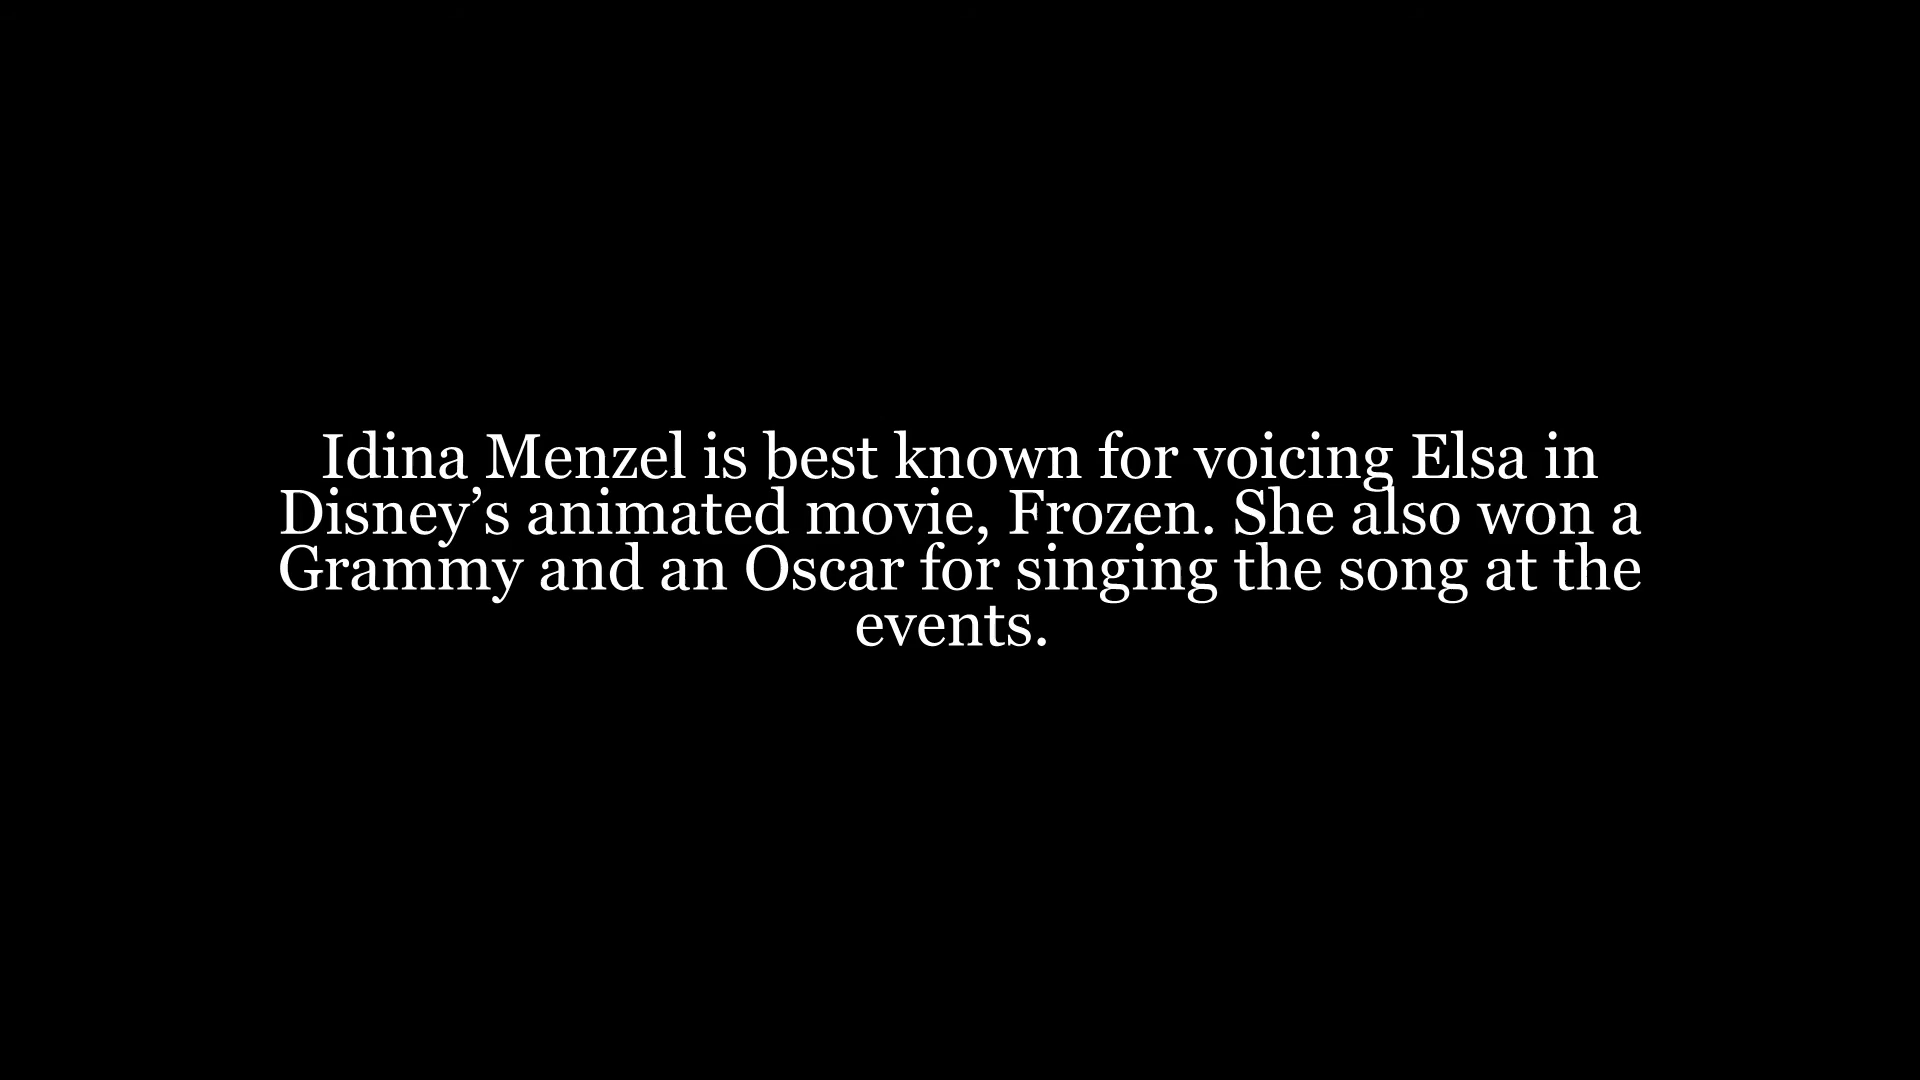 Idina Menzel is best known for voicing Elsa in
Disney’s animated movie, Frozen. She also won a
Grammy and an Oscar for singing the song at the
events.